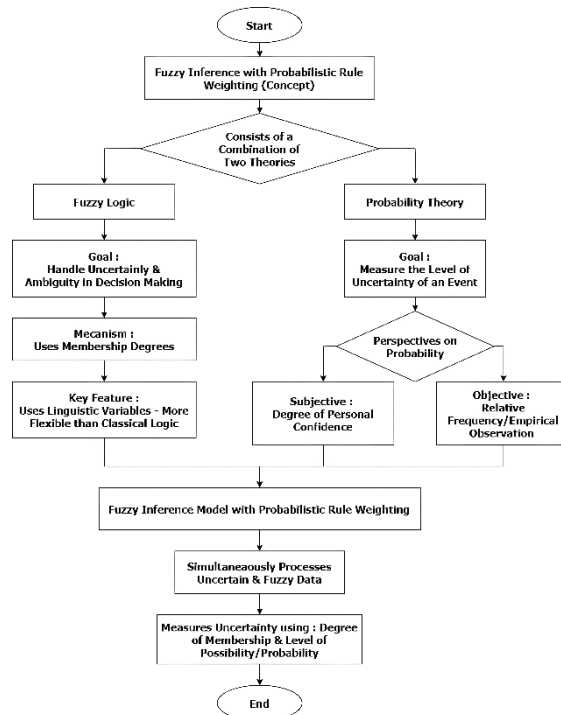 Start
Fuzzy Inference with Probabilistic Rule
Weighting (Concept)
Consists of a
Combination of
Two Theories
Fuzzy Logic
Probability Theory
Goal :
Handle Uncertainly &
Ambiguity in Decision Making
Goal :
Measure the Level of
Uncertainty of an Event
Mecanism :
Uses Membership Degrees
Perspectives on
Probability
Key Feature :
Uses Linguistic Variables - More
Flexible than Classical Logic
Subjective :
Degree of Personal
Confidence
Objective :
Relative
Frequency/Empirical
Observation
Fuzzy Inference Model with Probabilistic Rule Weighting
Simultaneaously Processes
Uncertain & Fuzzy Data
Measures Uncertainty using : Degree
of Membership & Level of
Possibility/Probability
End